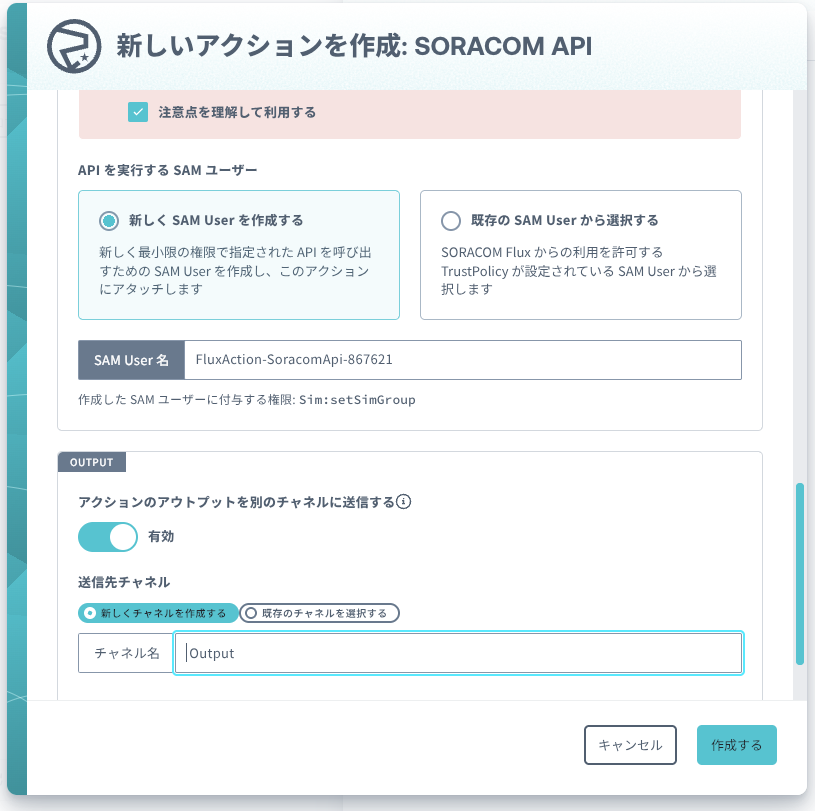 新しいアクションを作成: SORACOM API
注意点を理解して利用する
API を実行する SAM ユーザー
新しく SAM User を作成する
新しく最小限の権限で指定された API を呼び出
すための SAM User を作成し、このアクション
にアタッチします
既存の SAM User から選択する
SORACOM Flux からの利用を許可する
TrustPolicy が設定されている SAM User から選
択します
SAM User 名
FluxAction-SoracomApi-867621
作成した SAM ユーザーに付与する権限: Sim:setSimGroup
OUTPUT
アクションのアウトプットを別のチャネルに送信する
有効
送信先チャネル
新しくチャネルを作成する
既存のチャネルを選択する
チャネル名
Output
キャンセル
作成する